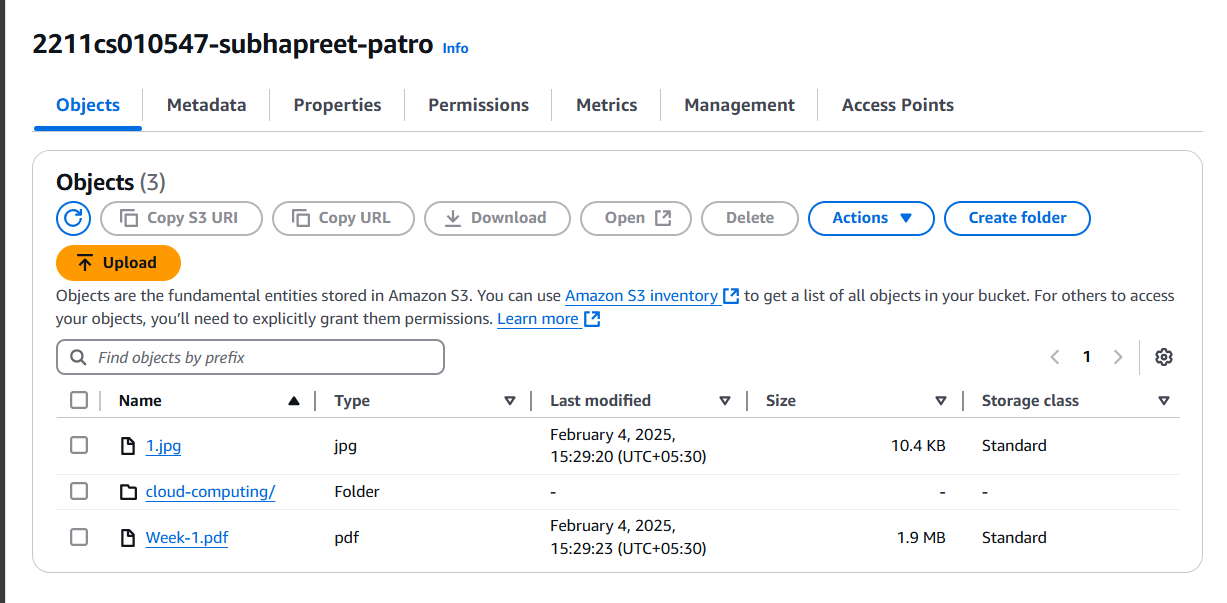 2211cs010547-subhapreet-patro Info
Objects Metadata Properties Permissions Metrics Management Access Points
Objects (3)
Copy S3 URI Copy URL Download Open Delete Actions Create folder
Upload
Objects are the fundamental entities stored in Amazon S3. You can use Amazon S3 inventory to get a list of all objects in your bucket. For others to access
your objects, you’ll need to explicitly grant them permissions. Learn more
Find objects by prefix 1
Name Type Last modified Size Storage class
1.jpg jpg February 4, 2025, 15:29:20 (UTC+05:30) 10.4 KB Standard
cloud-computing/ Folder - - -
Week-1.pdf pdf February 4, 2025, 15:29:23 (UTC+05:30) 1.9 MB Standard